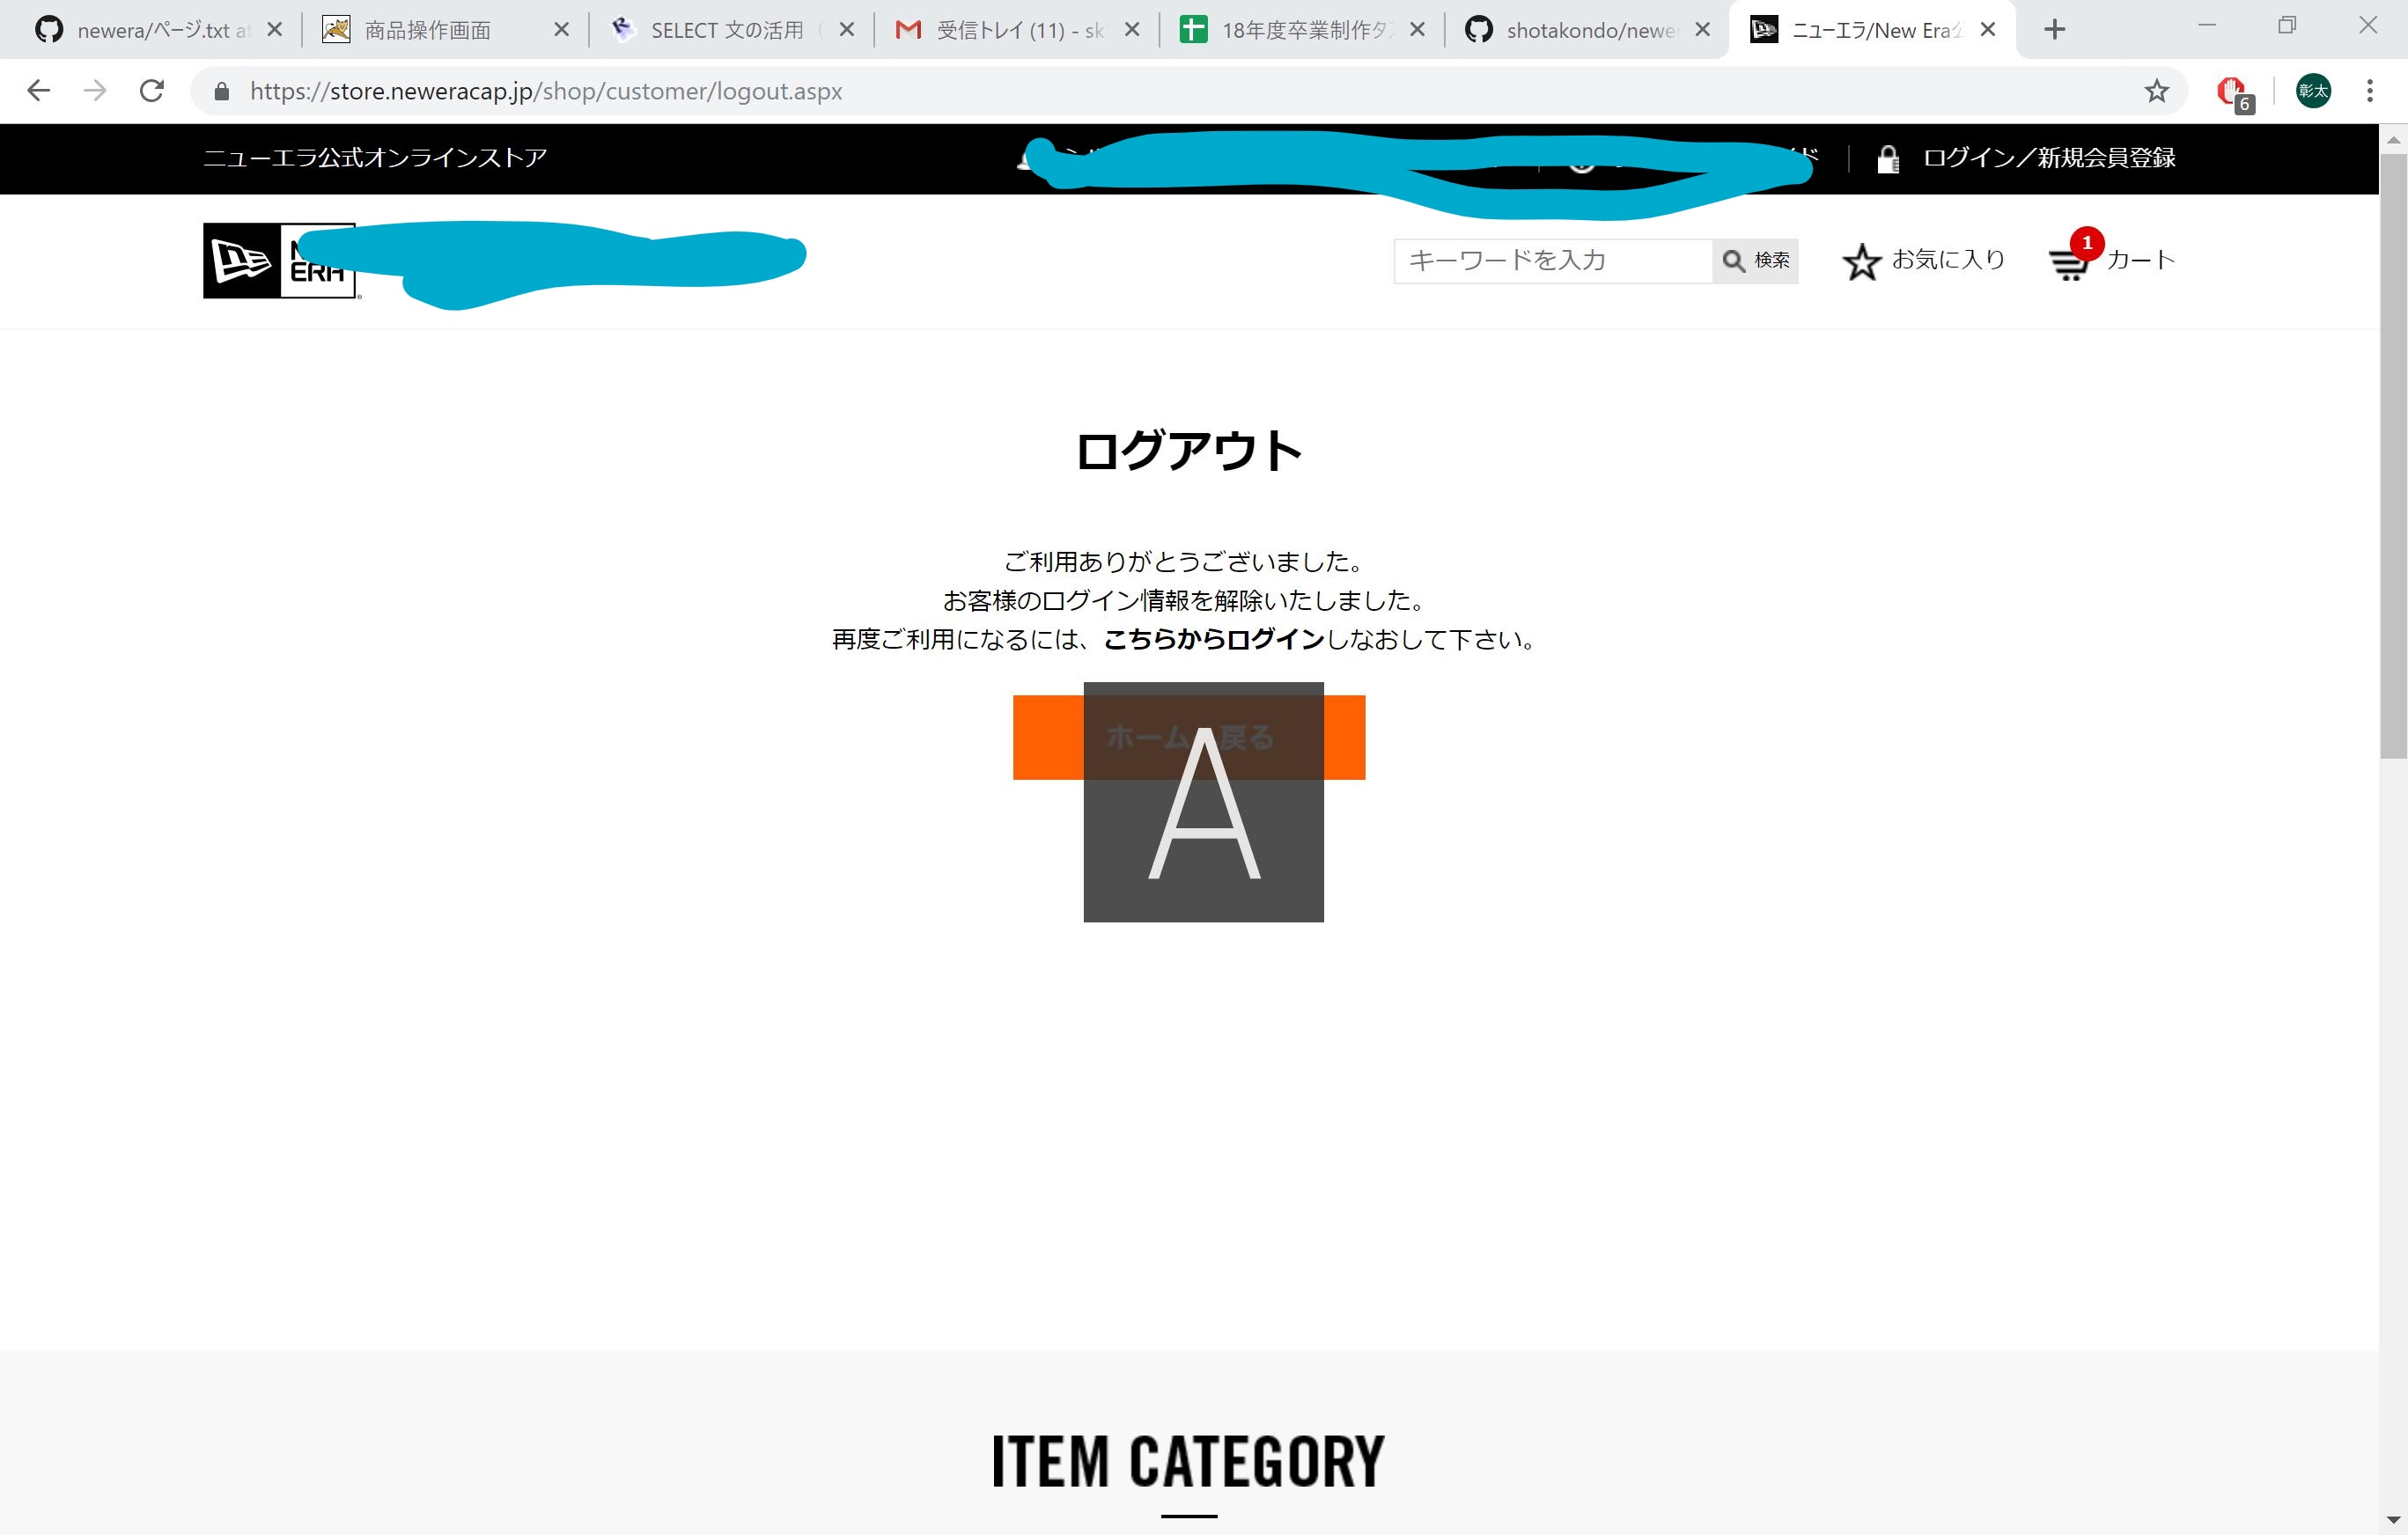 newera/ページ.txt at
商品操作画面
SELECT 文の活用
受信トレイ (11) - sk
18年度卒業制作タス
shotakondo/newe
ニューエラ/New Era公
https://store.neweracap.jp/shop/customer/logout.aspx
6
彰太
ニューエラ公式オンラインストア
ログイン／新規会員登録
ERA
キーワードを入力
検索
お気に入り
1
カート
ログアウト
ご利用ありがとうございました。
お客様のログイン情報を解除いたしました。
再度ご利用になるには、こちらからログインしなおして下さい。
ホーム 戻る
A
ITEM CATEGORY